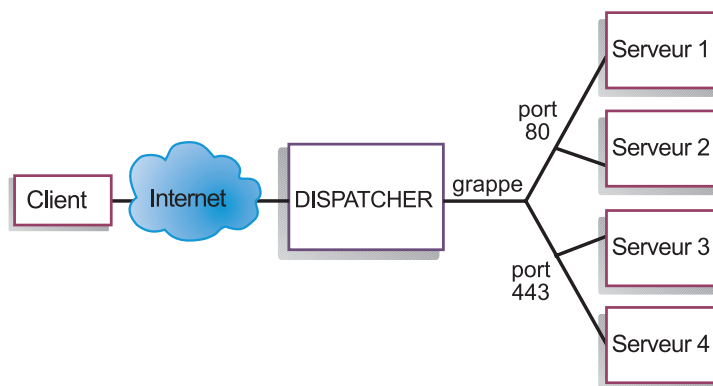 Client
Internet
DISPATCHER
grappe
port
80
port
443
Serveur 1
Serveur 2
Serveur 3
Serveur 4